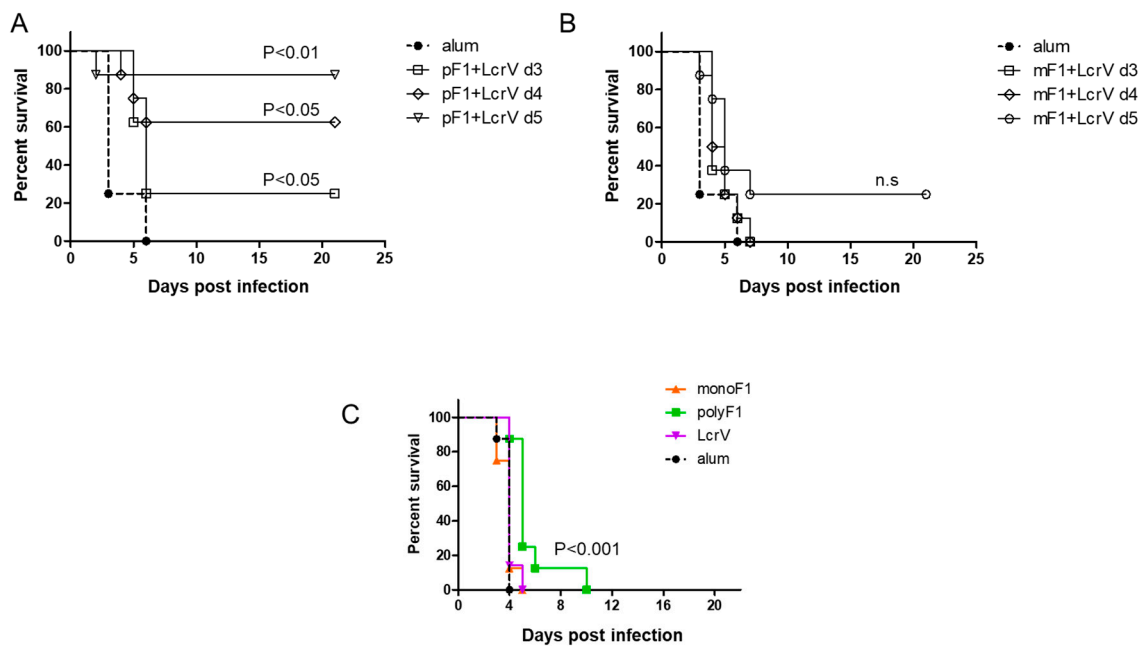 A
Percent survival
100
80
60
40
20
0
P<0.01
P<0.05
P<0.05
0 5 10 15 20 25
Days post infection
alum
pF1+LcrV d3
pF1+LcrV d4
pF1+LcrV d5
B
Percent survival
100
80
60
40
20
0
n.s
0 5 10 15 20 25
Days post infection
alum
mF1+LcrV d3
mF1+LcrV d4
mF1+LcrV d5
C
Percent survival
100
80
60
40
20
0
P<0.001
0 4 8 12 16 20
Days post infection
monoF1
polyF1
LcrV
alum